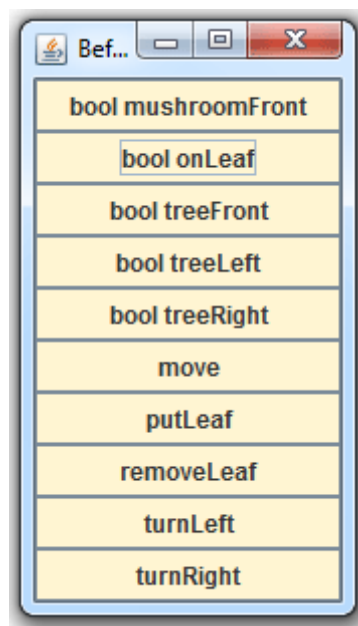 Bef...
bool mushroomFront
bool onLeaf
bool treeFront
bool treeLeft
bool treeRight
move
putLeaf
removeLeaf
turnLeft
turnRight